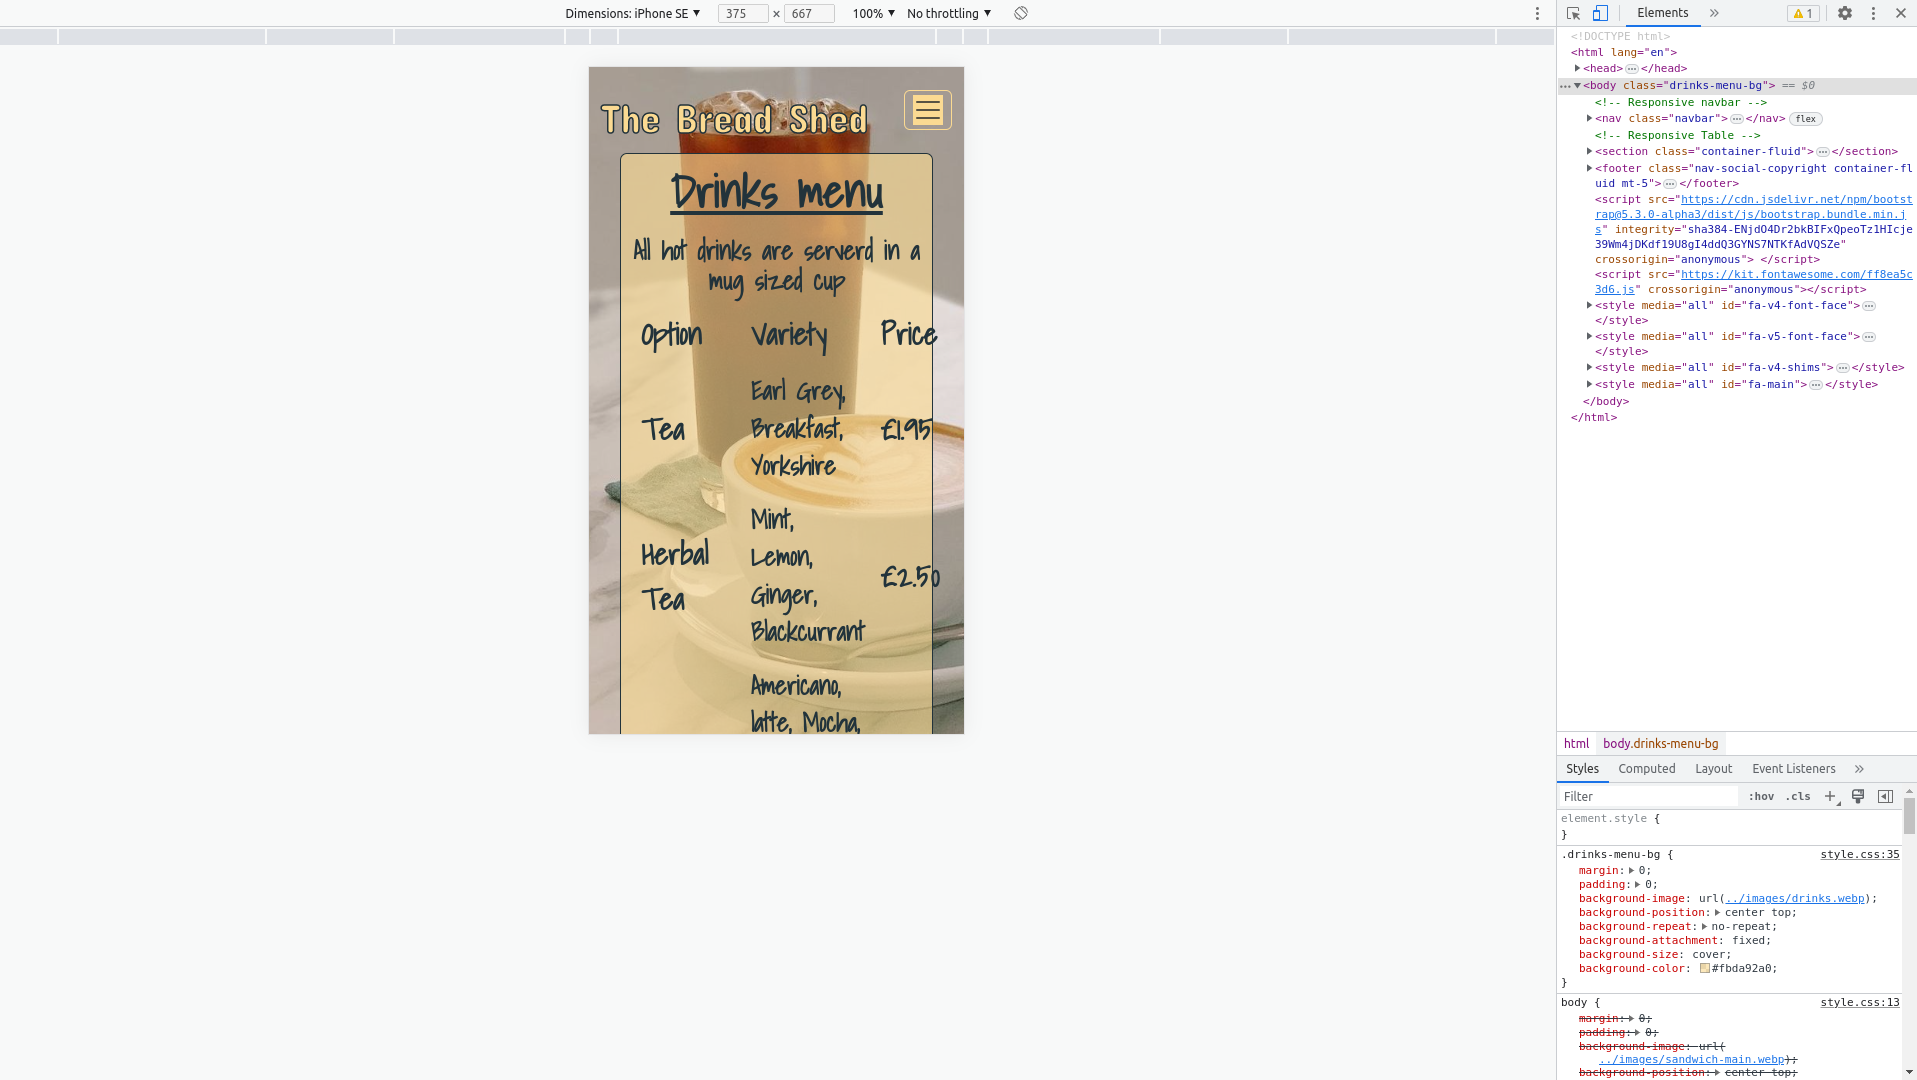 Dimensions: iPhone SE ▼ 375 × 667 100% ▼ No throttling ▼
The Bread Shed
Drinks menu
All hot drinks are serverd in a
mug sized cup
Option Variety Price
Tea
Earl Grey,
Breakfast,
Yorkshire
£1.95
Herbal
Tea
Mint,
Lemon,
Ginger,
Blackcurrant
£2.50
Americano,
latte, Mocha,
Elements » 1
<!DOCTYPE html>
<html lang="en">
▶<head>…</head>
…▼<body class="drinks-menu-bg"> == $0
<!-- Responsive navbar -->
▶<nav class="navbar">…</nav> flex
<!-- Responsive Table -->
▶<section class="container-fluid">…</section>
▶<footer class="nav-social-copyright container-fl
uid mt-5">…</footer>
<script src="https://cdn.jsdelivr.net/npm/bootst
rap@5.3.0-alpha3/dist/js/bootstrap.bundle.min.j
s" integrity="sha384-ENjdO4Dr2bkBIFxQpeoTz1HIcje
39Wm4jDKdf19U8gI4ddQ3GYNS7NTKfAdVQSZe"
crossorigin="anonymous"> </script>
<script src="https://kit.fontawesome.com/ff8ea5c
3d6.js" crossorigin="anonymous"></script>
▶<style media="all" id="fa-v4-font-face">…
</style>
▶<style media="all" id="fa-v5-font-face">…
</style>
▶<style media="all" id="fa-v4-shims">…</style>
▶<style media="all" id="fa-main">…</style>
</body>
</html>
html body.drinks-menu-bg
Styles Computed Layout Event Listeners »
Filter :hov .cls +
element.style {
}
.drinks-menu-bg { style.css:35
margin:▶ 0;
padding:▶ 0;
background-image: url(../images/drinks.webp);
background-position:▶ center top;
background-repeat:▶ no-repeat;
background-attachment: fixed;
background-size: cover;
background-color: #fbda92a0;
}
body { style.css:13
margin:▶ 0;
padding:▶ 0;
background-image: url(
../images/sandwich-main.webp);
background-position:▶ center top;